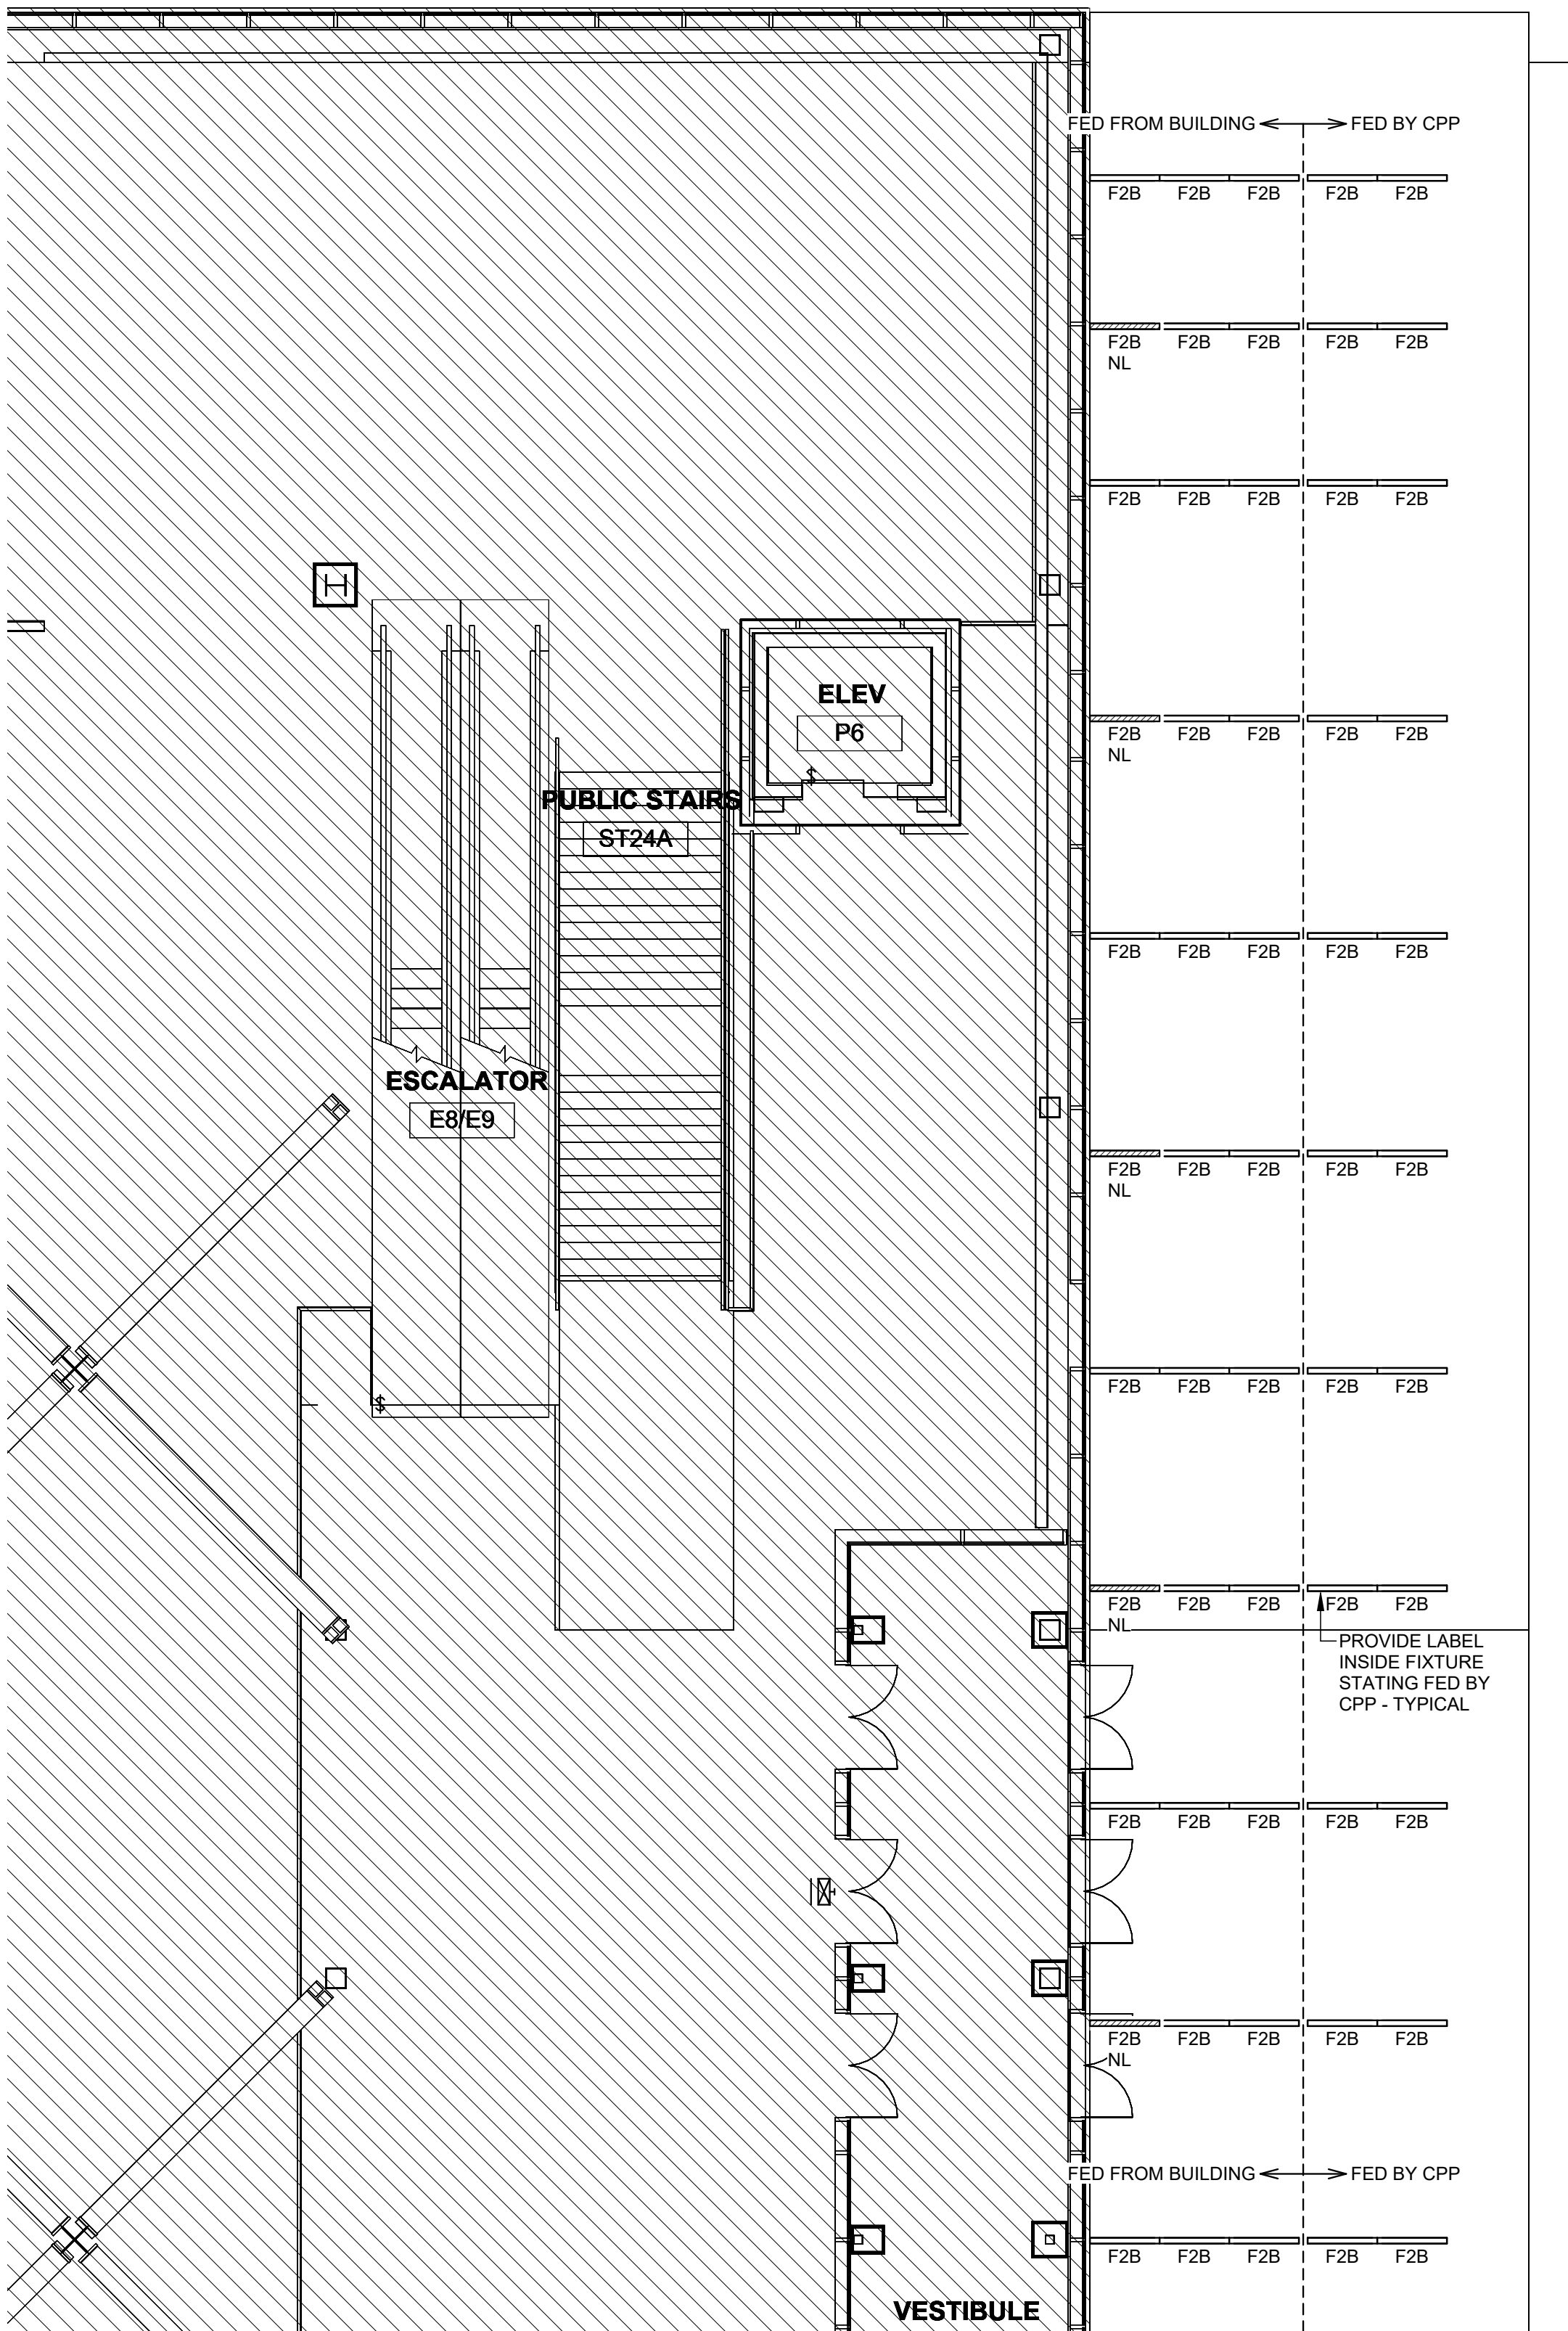 FED FROM BUILDING FED BY CPP
F2B F2B F2B F2B F2B
F2B F2B F2B F2B F2B
NL
F2B F2B F2B F2B F2B
ELEV
P6
F2B F2B F2B F2B F2B
NL
$
PUBLIC STAIRS
ST24A
F2B F2B F2B F2B F2B
ESCALATOR
E8/E9
F2B F2B F2B F2B F2B
NL
F2B F2B F2B F2B F2B
$
F2B F2B F2B F2B F2B
NL
PROVIDE LABEL
INSIDE FIXTURE
STATING FED BY
CPP - TYPICAL
F2B F2B F2B F2B F2B
F2B F2B F2B F2B F2B
NL
FED FROM BUILDING FED BY CPP
F2B F2B F2B F2B F2B
VESTIBULE